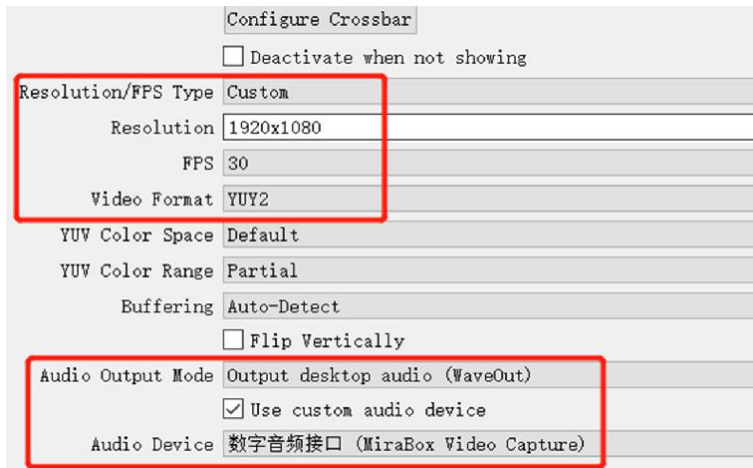 Configure Crossbar
Deactivate when not showing
Resolution/FPS Type Custom
Resolution 1920x1080
FPS 30
Video Format YUY2
YUV Color Space Default
YUV Color Range Partial
Buffering Auto-Detect
Flip Vertically
Audio Output Mode Output desktop audio (WaveOut)
Use custom audio device
Audio Device 数字音频接口 (MiraBox Video Capture)